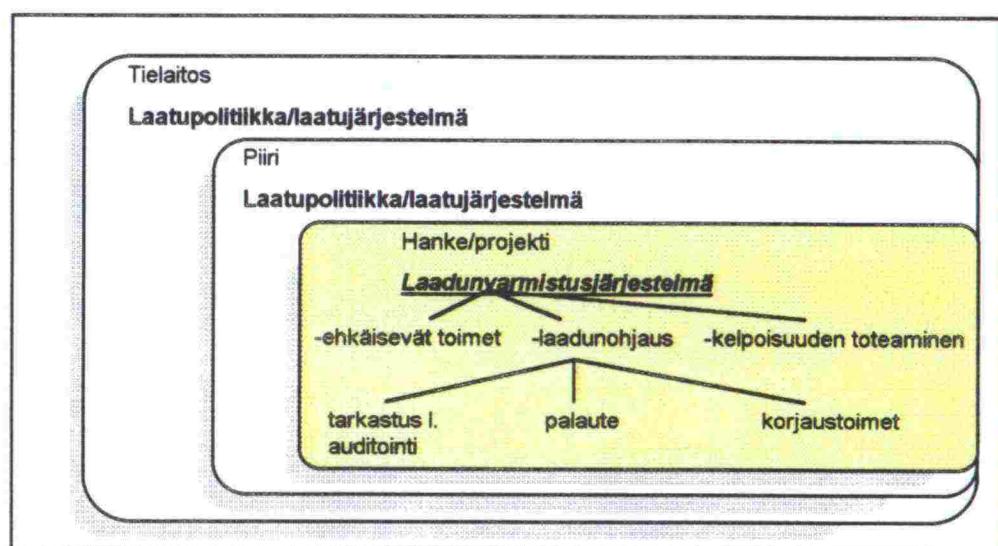 Tielaitos
Laatupolitiikka/laatujärjestelmä
Piiri
Laatupolitiikka/laatujärjestelmä
Hanke/projekti
Laadunvarmistusjärjestelmä
-ehkäisevät toimet -laadunohjaus -kelpoisuuden toteaminen
tarkastus l. palaute korjaustoimet
auditointi